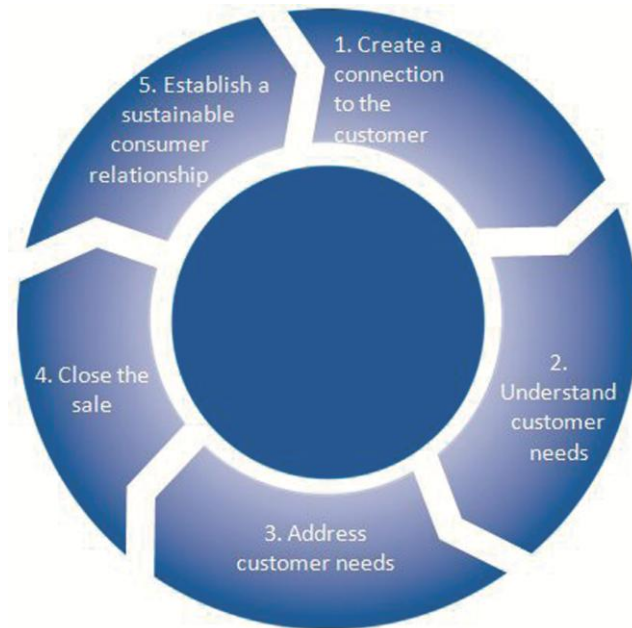 1. Create a
connection
to the
customer
2.
Understand
customer
needs
3. Address
customer needs
4. Close the
sale
5. Establish a
sustainable
consumer
relationship